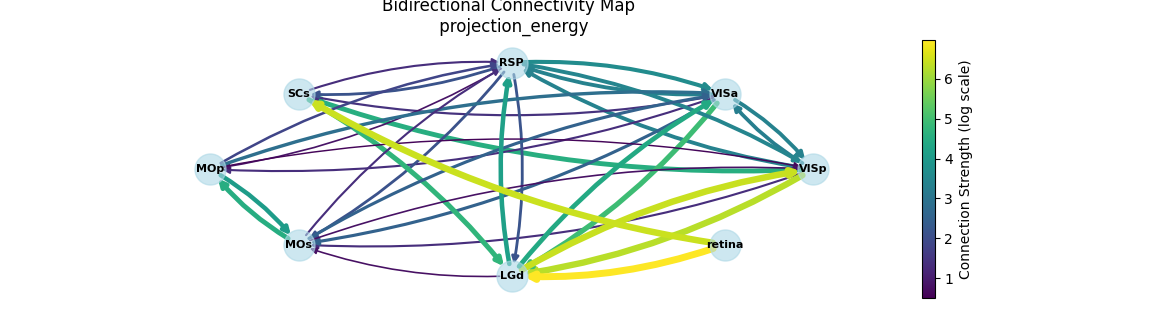 Bidirectional Connectivity Map
projection_energy
RSP
SCs
VISa
MOp
VISp
MOs
retina
LGd
6
5
4
3
2
1
Connection Strength (log scale)